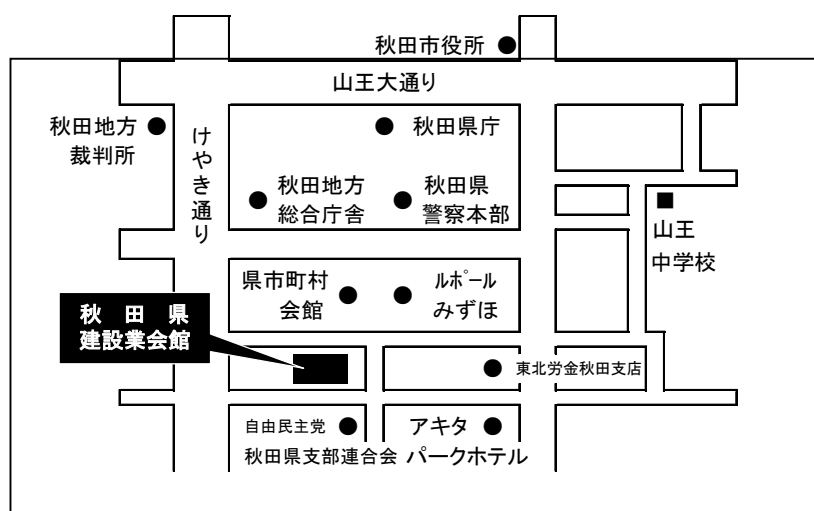 秋田市役所
山王大通り
秋田地方
裁判所
けやき通り
秋田県庁
秋田地方
総合庁舎
秋田県
警察本部
山王
中学校
県市町村
会館
ﾙﾎﾟｰﾙ
みずほ
秋田県
建設業会館
東北労金秋田支店
自由民主党
秋田県支部連合会
アキタ
パークホテル